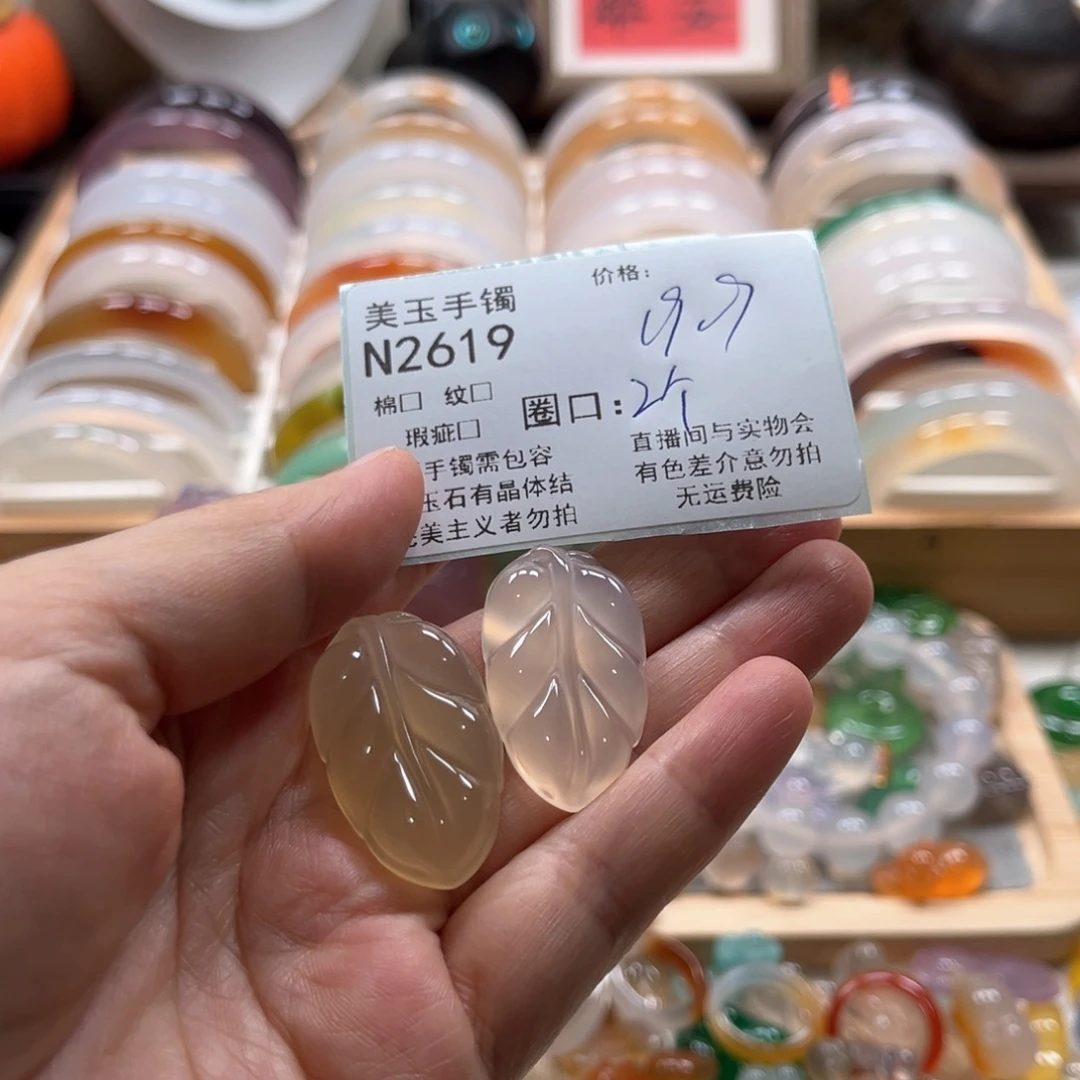 美玉手镯
价格: 99
N2619
棉□ 纹□
瑕疵□
圈口:2个
手镯需包容
玉石有晶体结
美主义者勿拍
直播间与实物会
有色差介意勿拍
无运费险